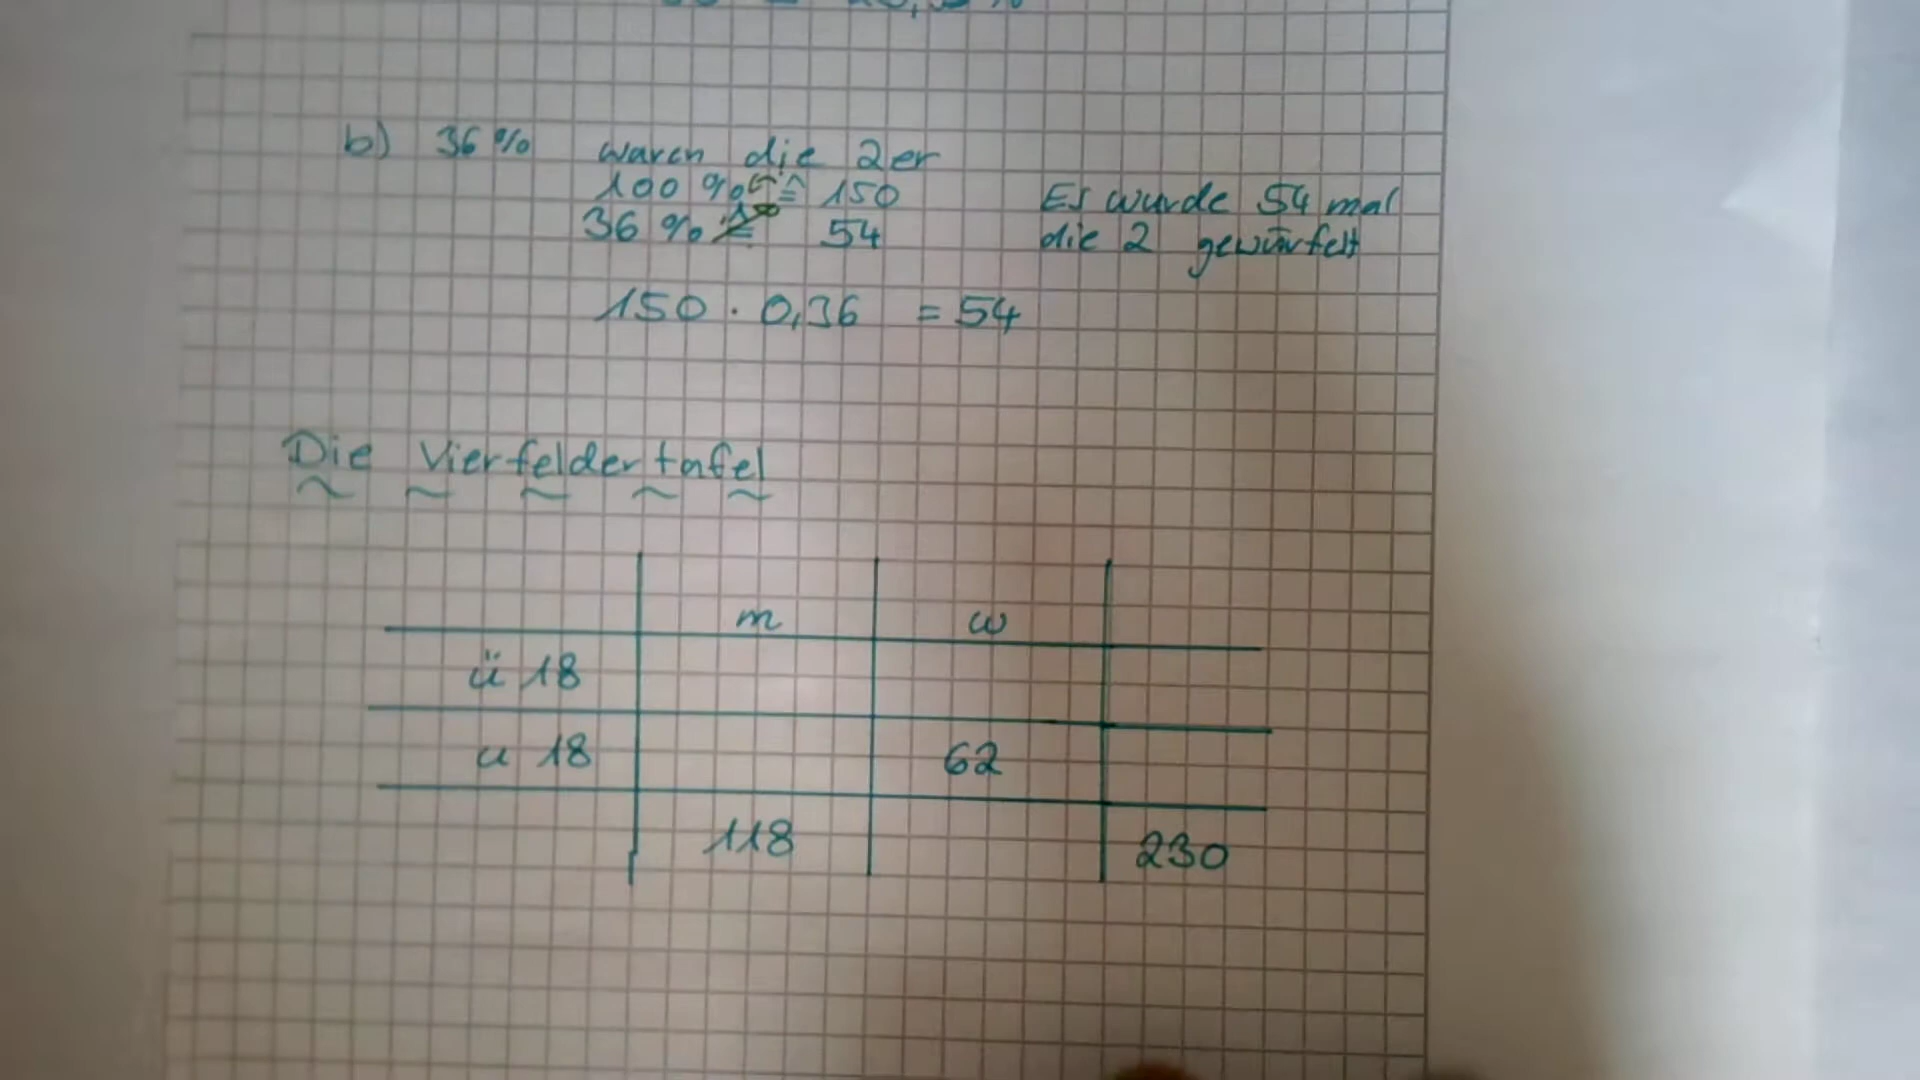 b) 36% waren die 2er
100% ≙ 150
36% ≙ 54
Es wurde 54 mal
die 2 gewürfelt
150 · 0,36 = 54
Die Vierfeldertafel
m w
ü 18
u 18 62
118 230